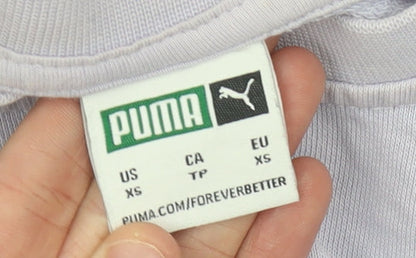 PUMA
US CA EU
XS TP XS
PUMA.COM/FOREVERBETTER